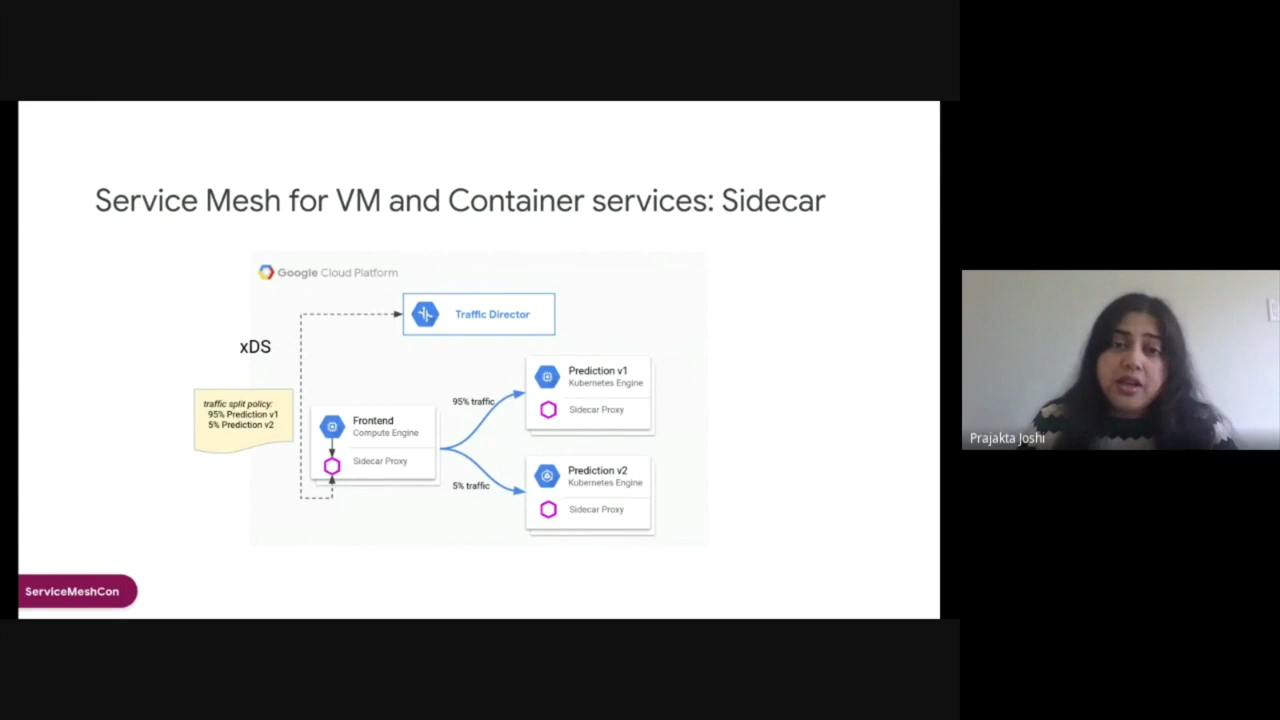 Service Mesh for VM and Container services: Sidecar
Google Cloud Platform
Traffic Director
xDS
traffic split policy:
95% Prediction v1
5% Prediction v2
Frontend
Compute Engine
Sidecar Proxy
95% traffic
5% traffic
Prediction v1
Kubernetes Engine
Sidecar Proxy
Prediction v2
Kubernetes Engine
Sidecar Proxy
ServiceMeshCon
Prajakta Joshi